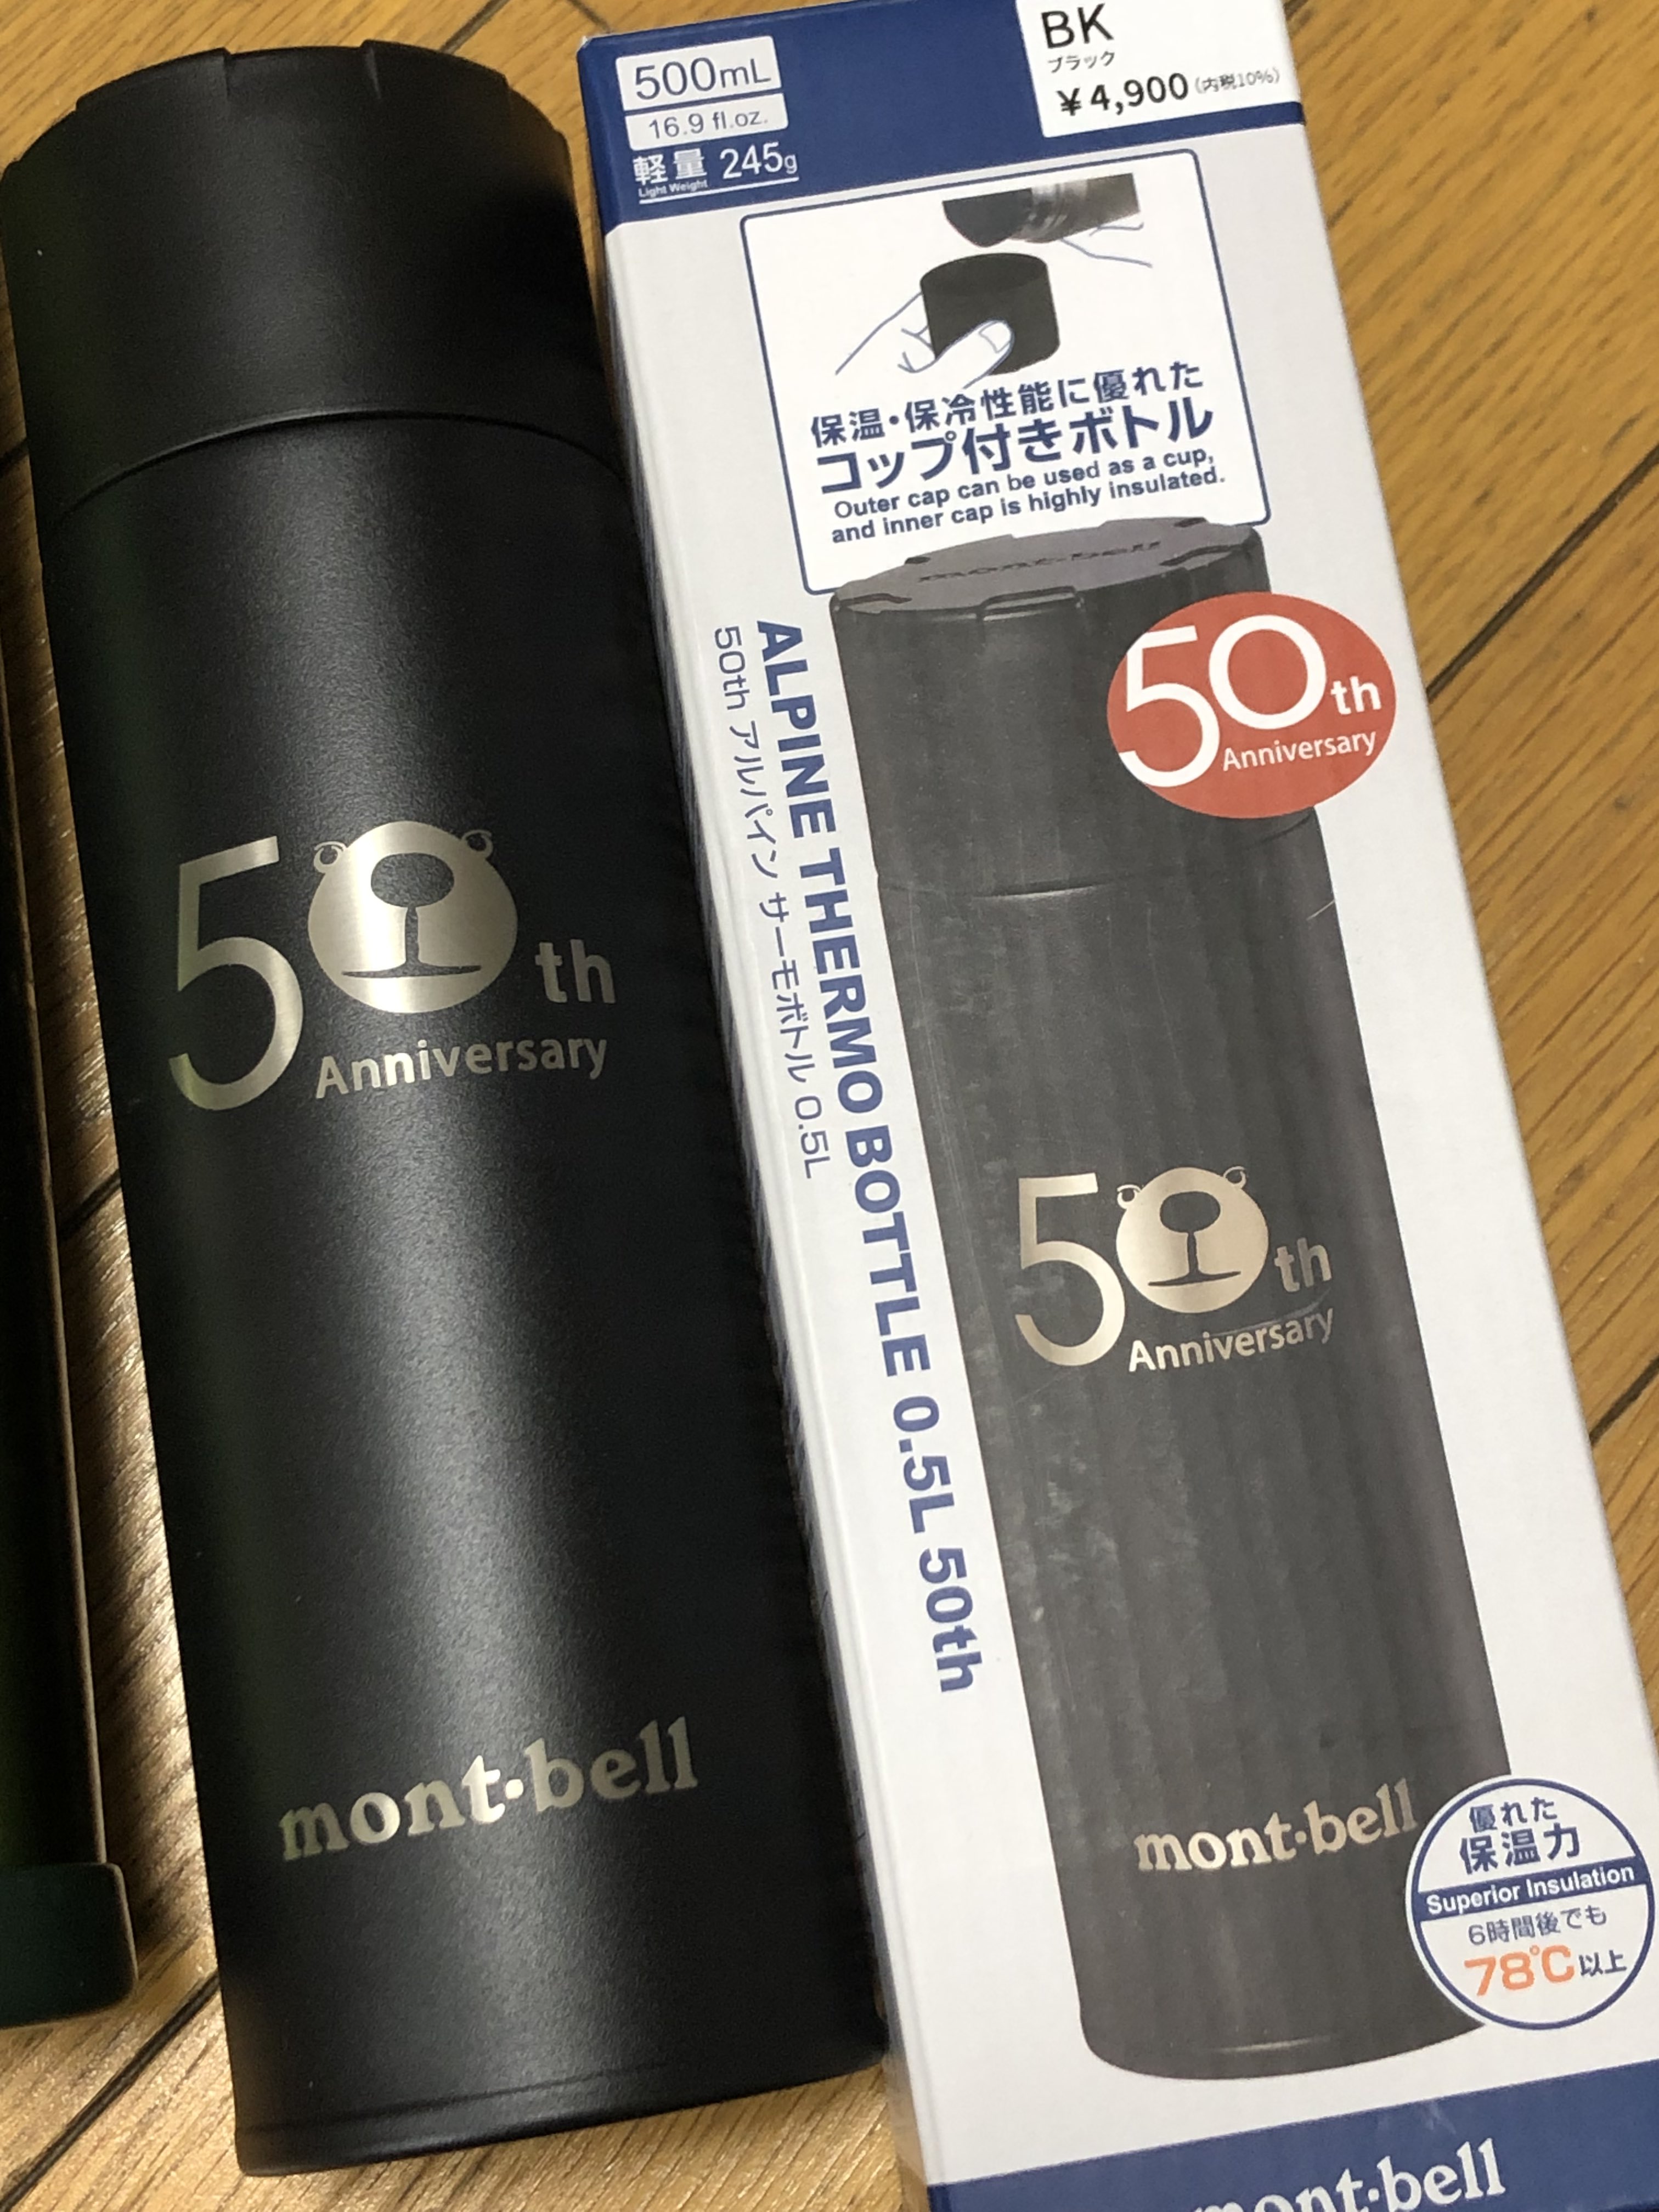 50th
Anniversary
mont·bell
500mL
16.9 fl.oz.
軽量 245g
Light Weight
BK
ブラック
¥4,900 (内税10%)
保温・保冷性能に優れた
コップ付きボトル
Outer cap can be used as a cup,
and inner cap is highly insulated.
mont·bell
50th
Anniversary
ALPINE THERMO BOTTLE 0.5L 50th
50th アルパイン サーモボトル 0.5L
50th
Anniversary
mont·bell
優れた
保温力
Superior Insulation
6時間後でも
78℃以上
mont·bell